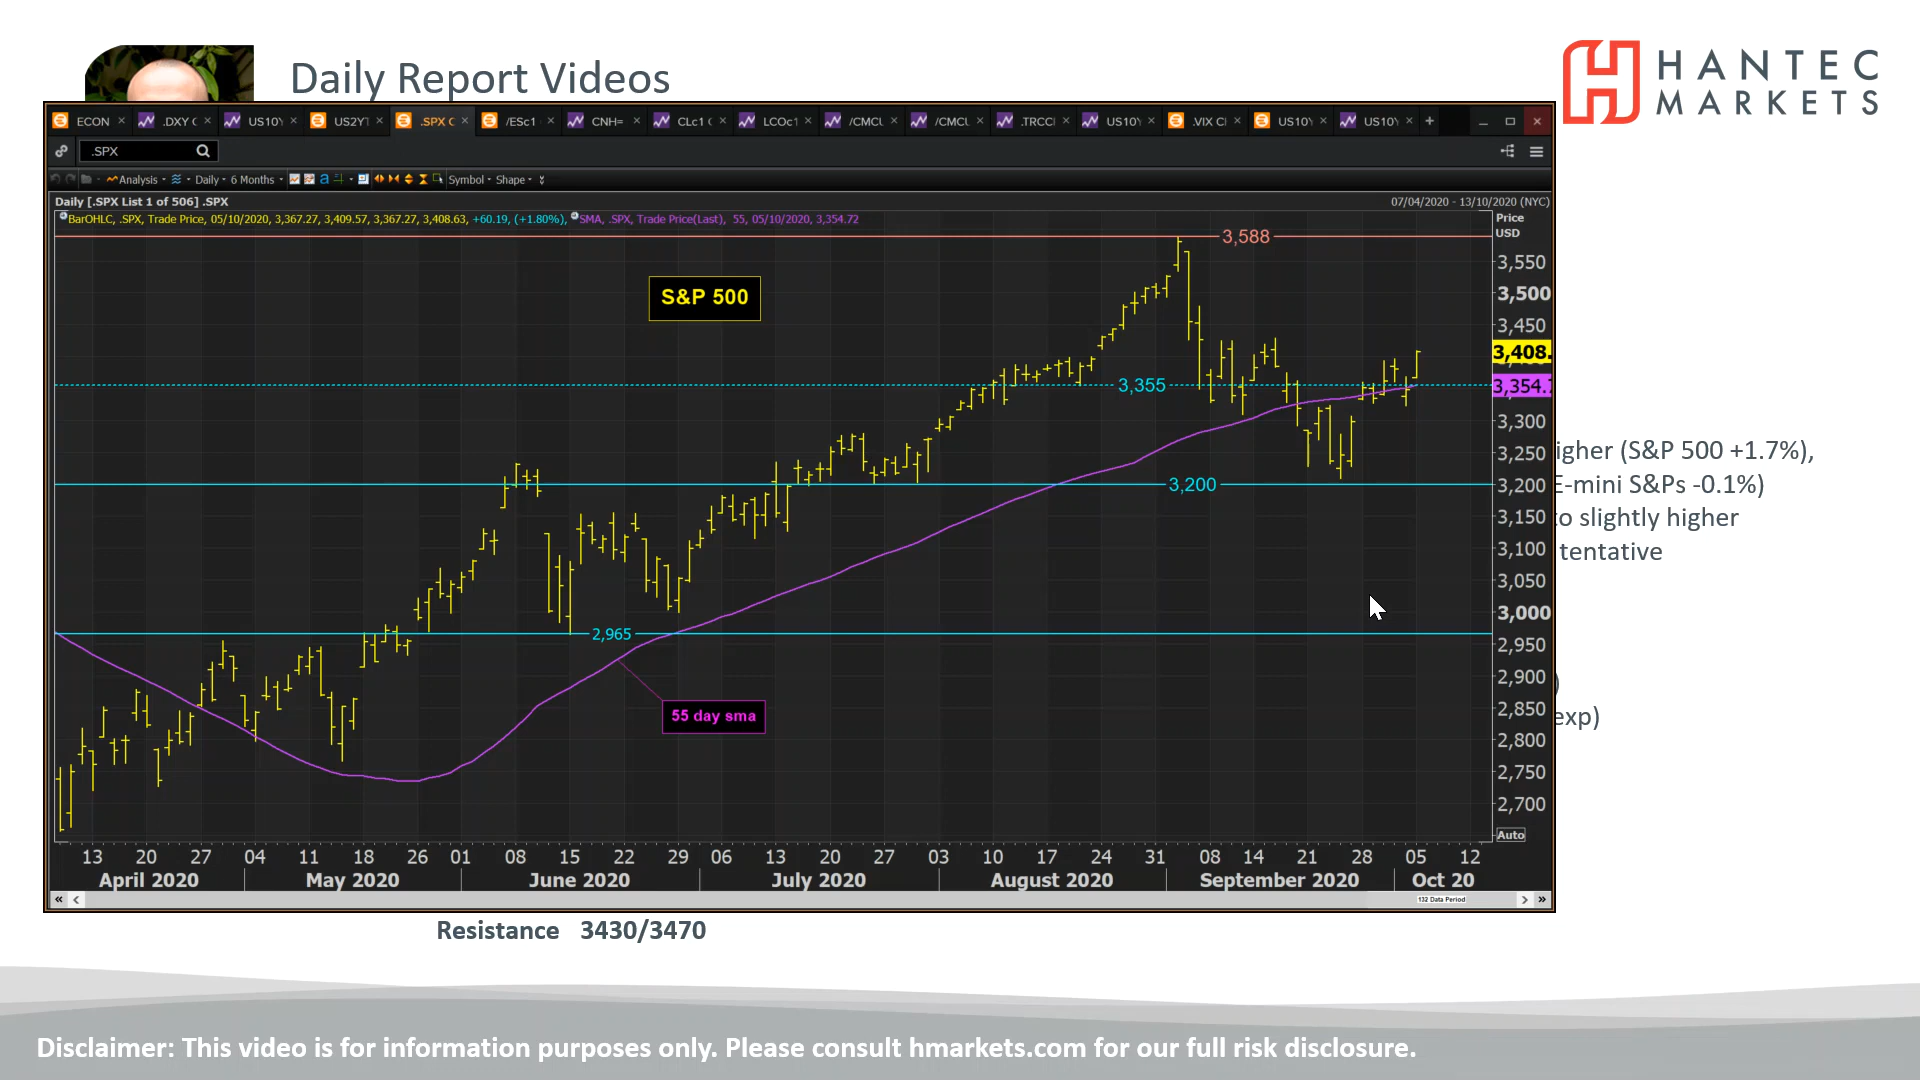 Daily Report Videos
HANTEC
MARKETS
ECON
.DXY
US10Y
US2YT
.SPX
/ESc1
CNH=
CLc1
LCOc1
/CMCU
/CMCU
.TRCC
US10Y
.VIX
US10Y
US10Y
.SPX
Analysis Daily 6 Months Symbol Shape
Daily [.SPX List 1 of 506] .SPX
07/04/2020 - 13/10/2020 (NYC)
BarOHLC, .SPX, Trade Price, 05/10/2020, 3,367.27, 3,409.57, 3,367.27, 3,408.63, +60.19, (+1.80%), SMA, .SPX, Trade Price(Last), 55, 05/10/2020, 3,354.72
Price
USD
3,588
3,550
S&P 500
3,500
3,450
3,408.
3,355
3,354.7
3,300
igher (S&P 500 +1.7%),
3,250
3,200
3,200
E-mini S&Ps -0.1%)
3,150
to slightly higher
3,100
tentative
3,050
3,000
2,965
2,950
2,900
)
2,850
55 day sma
exp)
2,800
2,750
2,700
Auto
13 20 27 04 11 18 26 01 08 15 22 29 06 13 20 27 03 10 17 24 31 08 14 21 28 05 12
April 2020 May 2020 June 2020 July 2020 August 2020 September 2020 Oct 20
132 Data Period
Resistance 3430/3470
Disclaimer: This video is for information purposes only. Please consult hmarkets.com for our full risk disclosure.